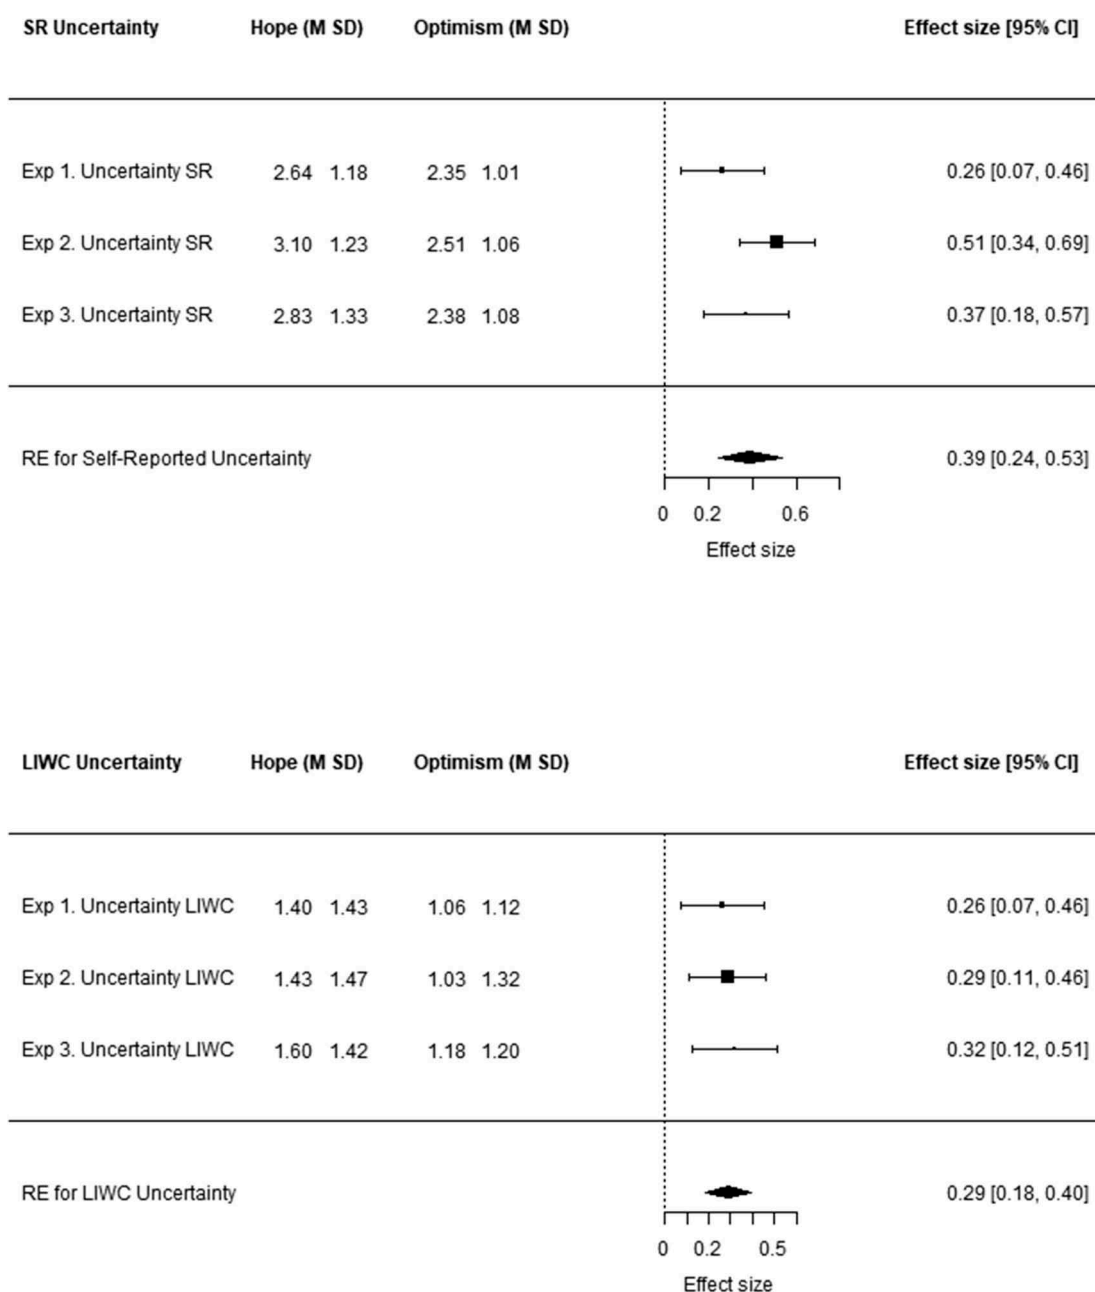 SR Uncertainty Hope (M SD) Optimism (M SD) Effect size [95% CI]
Exp 1. Uncertainty SR 2.64 1.18 2.35 1.01 0.26 [0.07, 0.46]
Exp 2. Uncertainty SR 3.10 1.23 2.51 1.06 0.51 [0.34, 0.69]
Exp 3. Uncertainty SR 2.83 1.33 2.38 1.08 0.37 [0.18, 0.57]
RE for Self-Reported Uncertainty 0.39 [0.24, 0.53]
0 0.2 0.6
Effect size
LIWC Uncertainty Hope (M SD) Optimism (M SD) Effect size [95% CI]
Exp 1. Uncertainty LIWC 1.40 1.43 1.06 1.12 0.26 [0.07, 0.46]
Exp 2. Uncertainty LIWC 1.43 1.47 1.03 1.32 0.29 [0.11, 0.46]
Exp 3. Uncertainty LIWC 1.60 1.42 1.18 1.20 0.32 [0.12, 0.51]
RE for LIWC Uncertainty 0.29 [0.18, 0.40]
0 0.2 0.5
Effect size